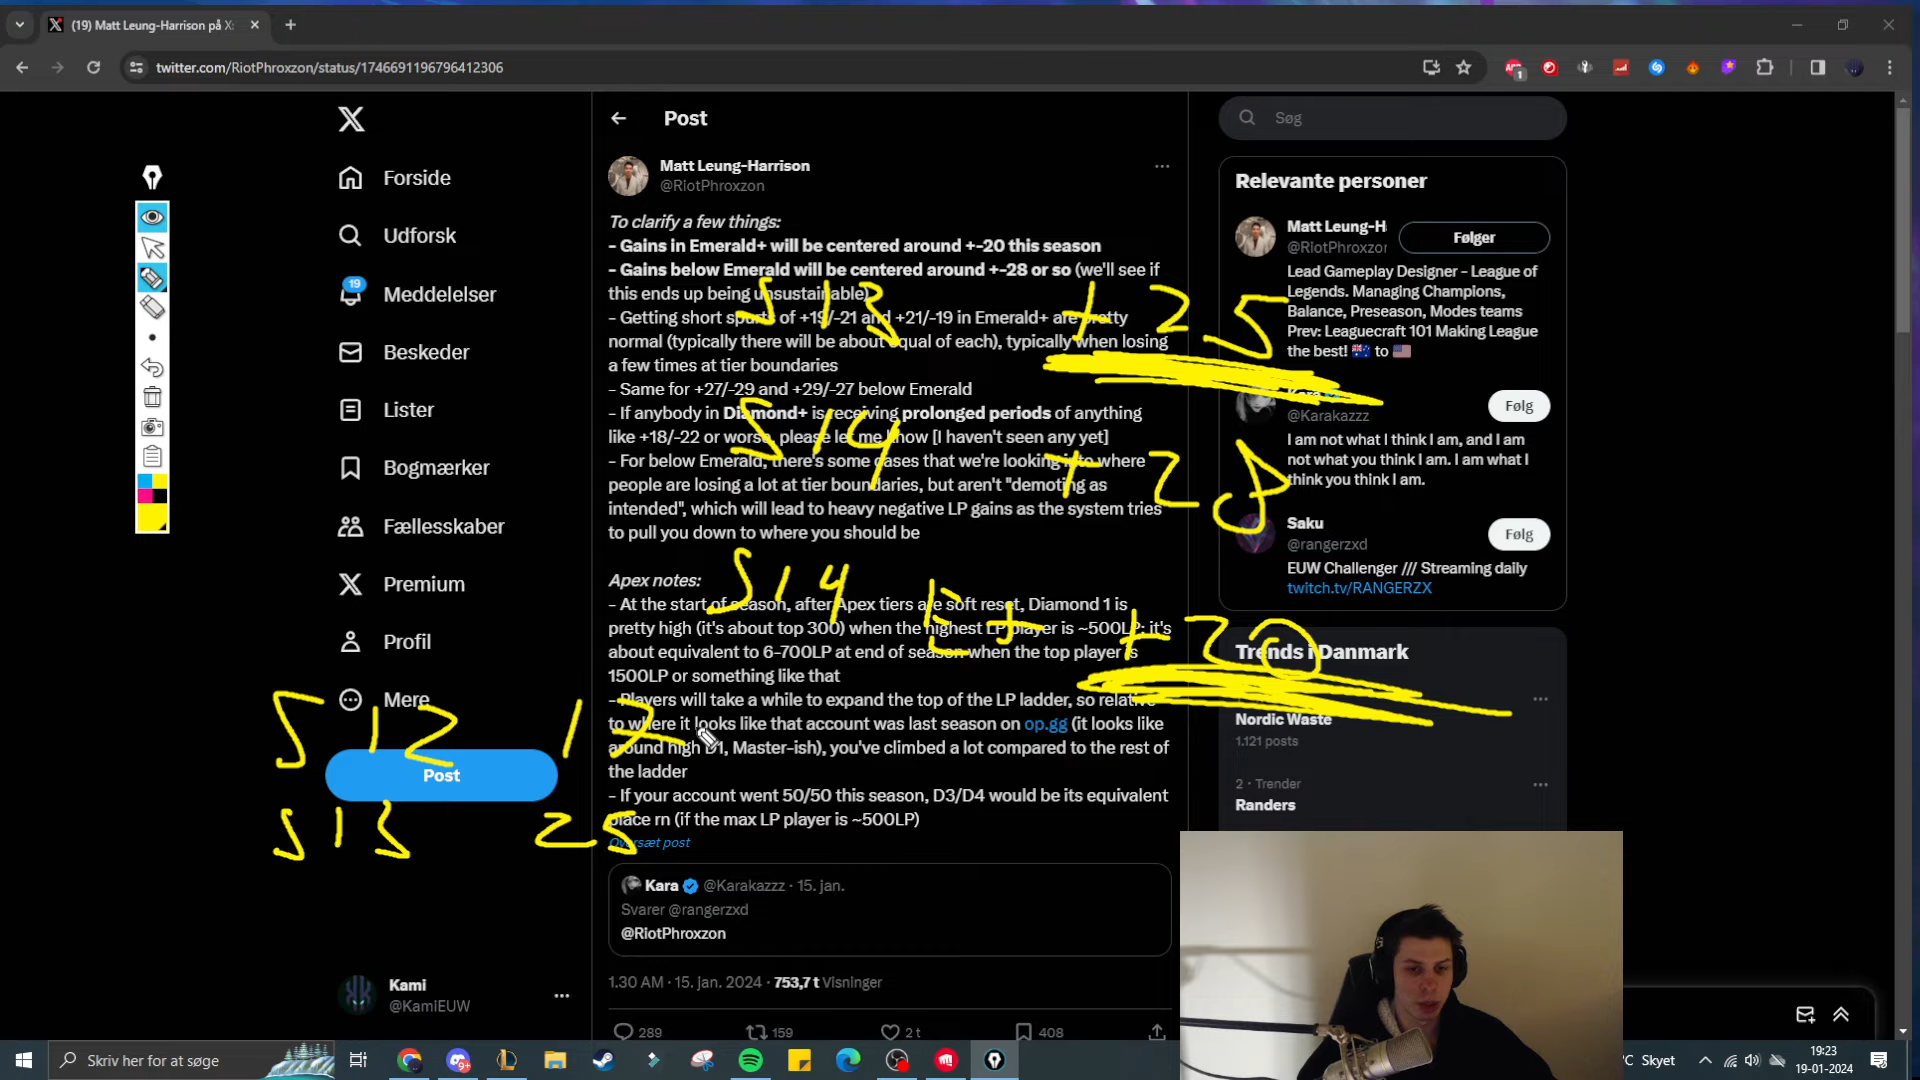 (19) Matt Leung-Harrison på X:
twitter.com/RiotPhroxzon/status/1746691196796412306
1
Forside
Udforsk
19
Meddelelser
Beskeder
Lister
Bogmærker
Fællesskaber
Premium
Profil
Mere
Post
Kami
@KamiEUW
Post
Matt Leung-Harrison
@RiotPhroxzon
To clarify a few things:
- Gains in Emerald+ will be centered around +-20 this season
- Gains below Emerald will be centered around +-28 or so (we'll see if
this ends up being unsustainable)
- Getting short spurts of +19/-21 and +21/-19 in Emerald+ are pretty
normal (typically there will be about equal of each), typically when losing
a few times at tier boundaries
- Same for +27/-29 and +29/-27 below Emerald
- If anybody in Diamond+ is receiving prolonged periods of anything
like +18/-22 or worse, please let me know [I haven't seen any yet]
- For below Emerald, there's some cases that we're looking into where
people are losing a lot at tier boundaries, but aren't "demoting as
intended", which will lead to heavy negative LP gains as the system tries
to pull you down to where you should be
Apex notes:
- At the start of season, after Apex tiers are soft reset, Diamond 1 is
pretty high (it's about top 300) when the highest LP player is ~500LP; it's
about equivalent to 6-700LP at end of season when the top player is
1500LP or something like that
- Players will take a while to expand the top of the LP ladder, so relative
to where it looks like that account was last season on op.gg (it looks like
around high D1, Master-ish), you've climbed a lot compared to the rest of
the ladder
- If your account went 50/50 this season, D3/D4 would be its equivalent
place rn (if the max LP player is ~500LP)
Oversæt post
Kara @Karakazzz · 15. jan.
Svarer @rangerzxd
@RiotPhroxzon
1.30 AM · 15. jan. 2024 · 753,7 t Visninger
289
159
2 t
408
S13 +25
S14 +28
S14 E+ +20
S12 17
S13 25
Søg
Relevante personer
Matt Leung-H
@RiotPhroxzor
Følger
Lead Gameplay Designer - League of
Legends. Managing Champions,
Balance, Preseason, Modes teams
Prev: Leaguecraft 101 Making League
the best! 🇦🇺 to 🇺🇸
Kara
@Karakazzz
Følg
I am not what I think I am, and I am
not what you think I am. I am what I
think you think I am.
Saku
@rangerzxd
Følg
EUW Challenger /// Streaming daily
twitch.tv/RANGERZX
Trends i Danmark
Nordic Waste
1.121 posts
2 · Trender
Randers
Skriv her for at søge
°C Skyet
19:23
19-01-2024